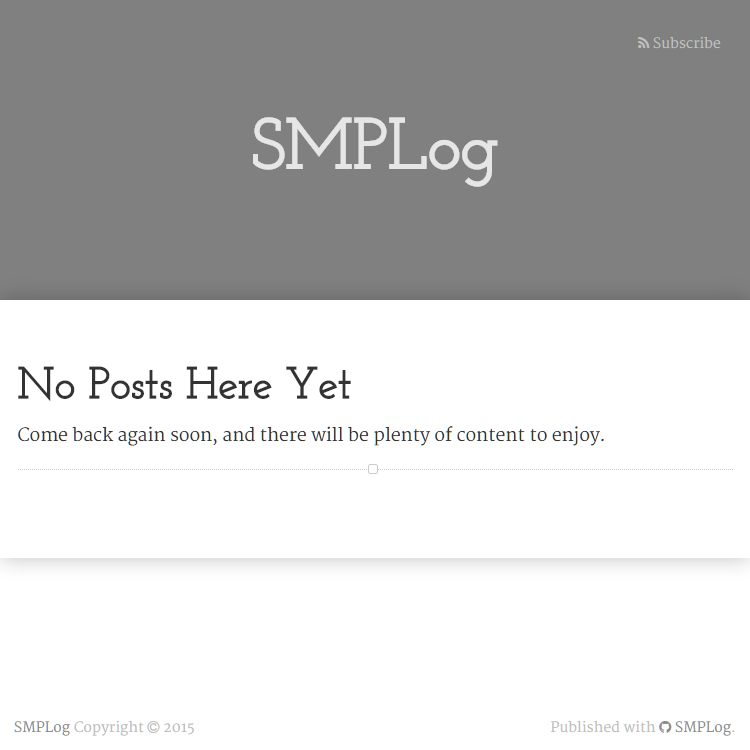 Subscribe
SMPLog
No Posts Here Yet
Come back again soon, and there will be plenty of content to enjoy.
SMPLog Copyright © 2015
Published with SMPLog.